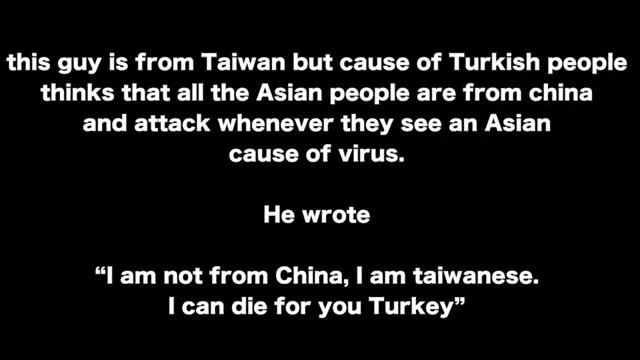 this guy is from Taiwan but cause of Turkish people
thinks that all the Asian people are from china
and attack whenever they see an Asian
cause of virus.
He wrote
“I am not from China, I am taiwanese.
I can die for you Turkey”